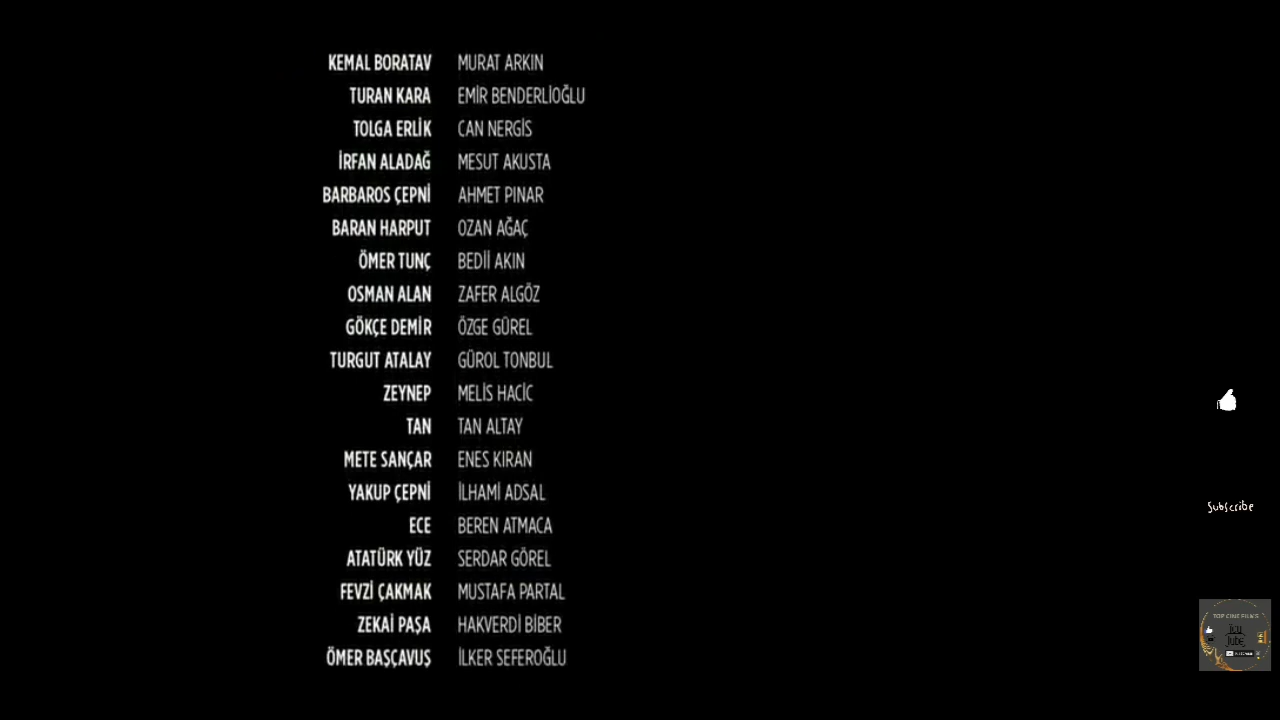 KEMAL BORATAV MURAT ARKIN
TURAN KARA EMİR BENDERLİOĞLU
TOLGA ERLİK CAN NERGİS
İRFAN ALADAĞ MESUT AKUSTA
BARBAROS ÇEPNİ AHMET PINAR
BARAN HARPUT OZAN AĞAÇ
ÖMER TUNÇ BEDİİ AKIN
OSMAN ALAN ZAFER ALGÖZ
GÖKÇE DEMİR ÖZGE GÜREL
TURGUT ATALAY GÜROL TONBUL
ZEYNEP MELİS HACİC
TAN TAN ALTAY
METE SANÇAR ENES KIRAN
YAKUP ÇEPNİ İLHAMİ ADSAL
ECE BEREN ATMACA
ATATÜRK YÜZ SERDAR GÖREL
FEVZİ ÇAKMAK MUSTAFA PARTAL
ZEKAİ PAŞA HAKVERDİ BİBER
ÖMER BAŞÇAVUŞ İLKER SEFEROĞLU
Subscribe
TOP CINE FILMS